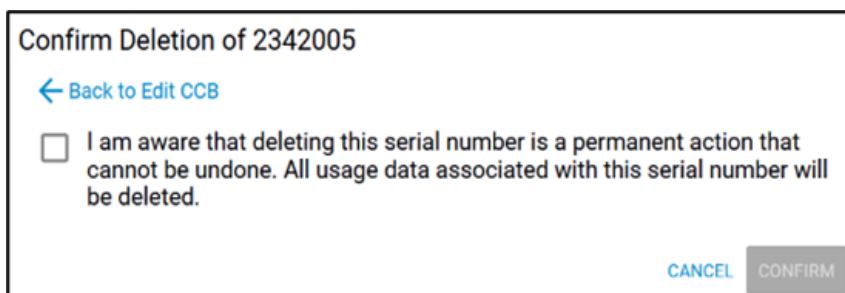 Confirm Deletion of 2342005
Back to Edit CCB
I am aware that deleting this serial number is a permanent action that
cannot be undone. All usage data associated with this serial number will
be deleted.
CANCEL CONFIRM